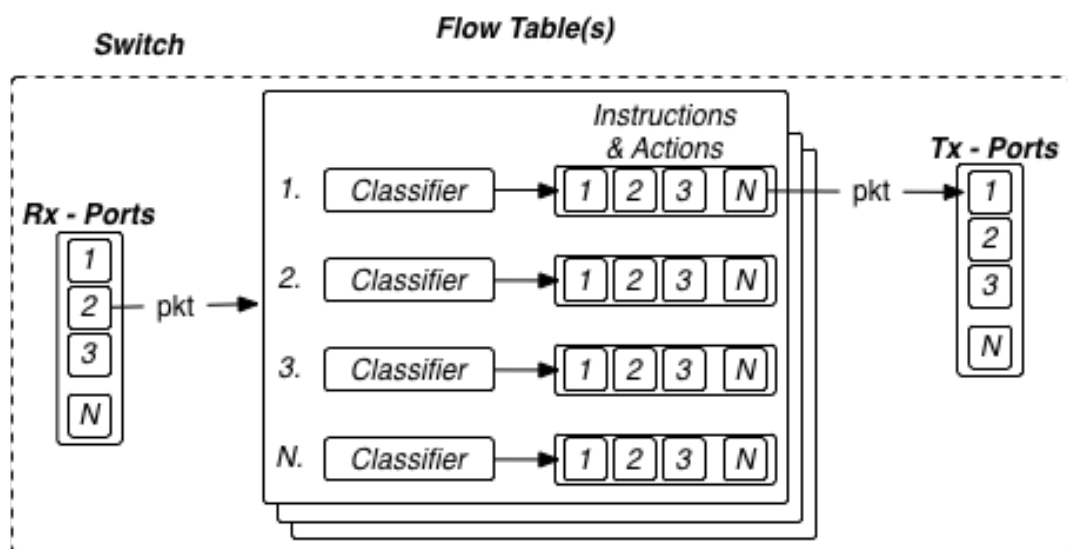 Switch
Flow Table(s)
Instructions
& Actions
Rx - Ports
1
2
3
N
pkt
1. Classifier 1 2 3 N
2. Classifier 1 2 3 N
3. Classifier 1 2 3 N
N. Classifier 1 2 3 N
pkt
Tx - Ports
1
2
3
N